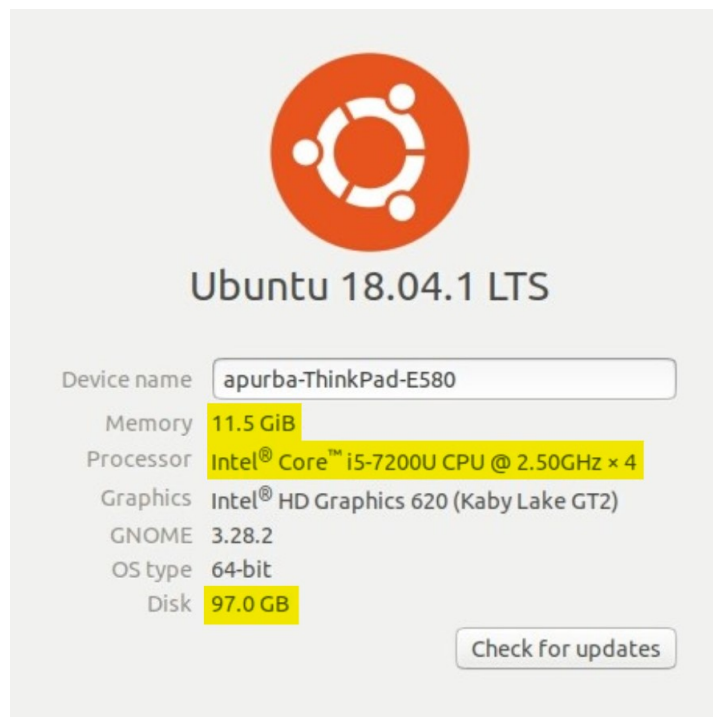 Ubuntu 18.04.1 LTS
Device name apurba-ThinkPad-E580
Memory 11.5 GiB
Processor Intel® Core™ i5-7200U CPU @ 2.50GHz × 4
Graphics Intel® HD Graphics 620 (Kaby Lake GT2)
GNOME 3.28.2
OS type 64-bit
Disk 97.0 GB
Check for updates